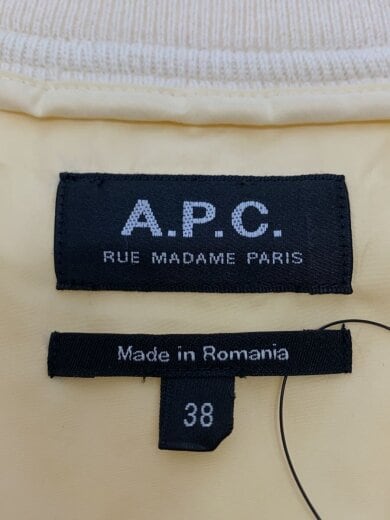 A.P.C.
RUE MADAME PARIS
Made in Romania
38